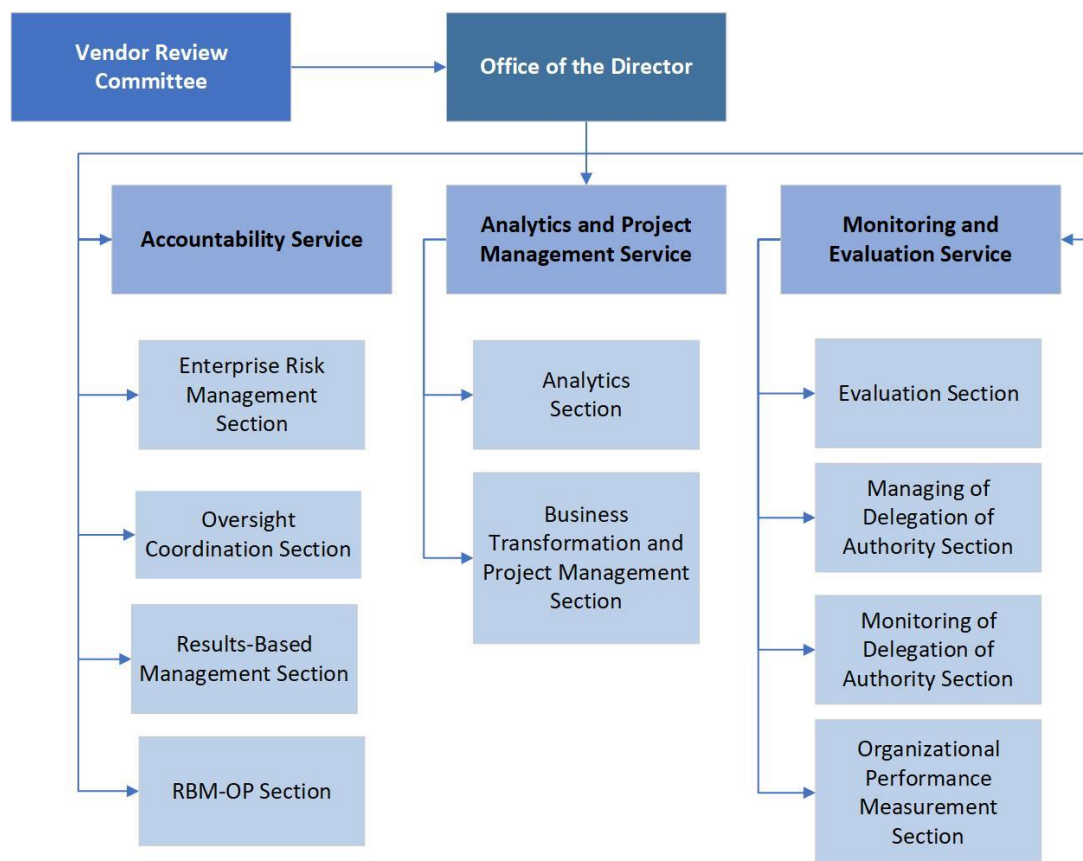 Vendor Review
Committee
Office of the Director
Accountability Service
Enterprise Risk
Management
Section
Oversight
Coordination Section
Results-Based
Management Section
RBM-OP Section
Analytics and Project
Management Service
Analytics
Section
Business
Transformation and
Project Management
Section
Monitoring and
Evaluation Service
Evaluation Section
Managing of
Delegation of
Authority Section
Monitoring of
Delegation of
Authority Section
Organizational
Performance
Measurement
Section